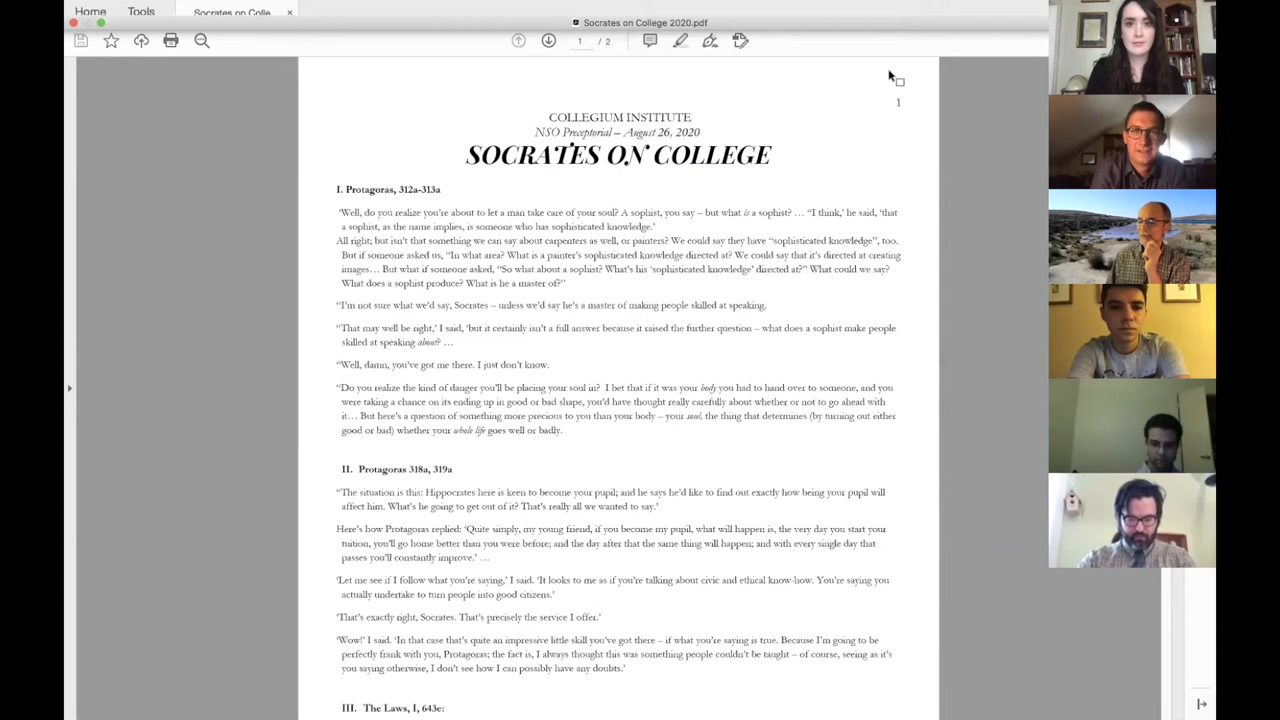 Home Tools Socrates on Colle... ×
Socrates on College 2020.pdf
1 / 2
1
COLLEGIUM INSTITUTE
NSO Preceptorial – August 26, 2020
SOCRATES ON COLLEGE
I. Protagoras, 312a-313a
'Well, do you realize you're about to let a man take care of your soul? A sophist, you say – but what is a sophist? … "I think,' he said, 'that
a sophist, as the name implies, is someone who has sophisticated knowledge.'
All right; but isn't that something we can say about carpenters as well, or painters? We could say they have "sophisticated knowledge", too.
But if someone asked us, "In what area? What is a painter's sophisticated knowledge directed at? We could say that it's directed at creating
images… But what if someone asked, "So what about a sophist? What's his 'sophisticated knowledge' directed at?" What could we say?
What does a sophist produce? What is he a master of?"
"I'm not sure what we'd say, Socrates – unless we'd say he's a master of making people skilled at speaking.
"That may well be right,' I said, 'but it certainly isn't a full answer because it raised the further question – what does a sophist make people
skilled at speaking about? …
"Well, damn, you've got me there. I just don't know.
"Do you realize the kind of danger you'll be placing your soul in? I bet that if it was your body you had to hand over to someone, and you
were taking a chance on its ending up in good or bad shape, you'd have thought really carefully about whether or not to go ahead with
it… But here's a question of something more precious to you than your body – your soul, the thing that determines (by turning out either
good or bad) whether your whole life goes well or badly.
II. Protagoras 318a, 319a
"The situation is this: Hippocrates here is keen to become your pupil; and he says he'd like to find out exactly how being your pupil will
affect him. What's he going to get out of it? That's really all we wanted to say.'
Here's how Protagoras replied: 'Quite simply, my young friend, if you become my pupil, what will happen is, the very day you start your
tuition, you'll go home better than you were before; and the day after that the same thing will happen; and with every single day that
passes you'll constantly improve.' …
'Let me see if I follow what you're saying,' I said. 'It looks to me as if you're talking about civic and ethical know-how. You're saying you
actually undertake to turn people into good citizens.'
'That's exactly right, Socrates. That's precisely the service I offer.'
'Wow!' I said. 'In that case that's quite an impressive little skill you've got there – if what you're saying is true. Because I'm going to be
perfectly frank with you, Protagoras; the fact is, I always thought this was something people couldn't be taught – of course, seeing as it's
you saying otherwise, I don't see how I can possibly have any doubts.'
III. The Laws, I, 643e: